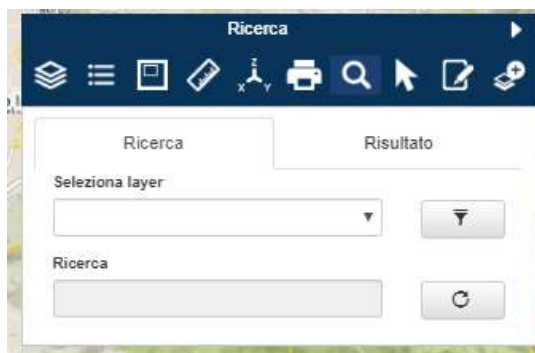 Ricerca
Z
X Y
Ricerca Risultato
Seleziona layer
Ricerca